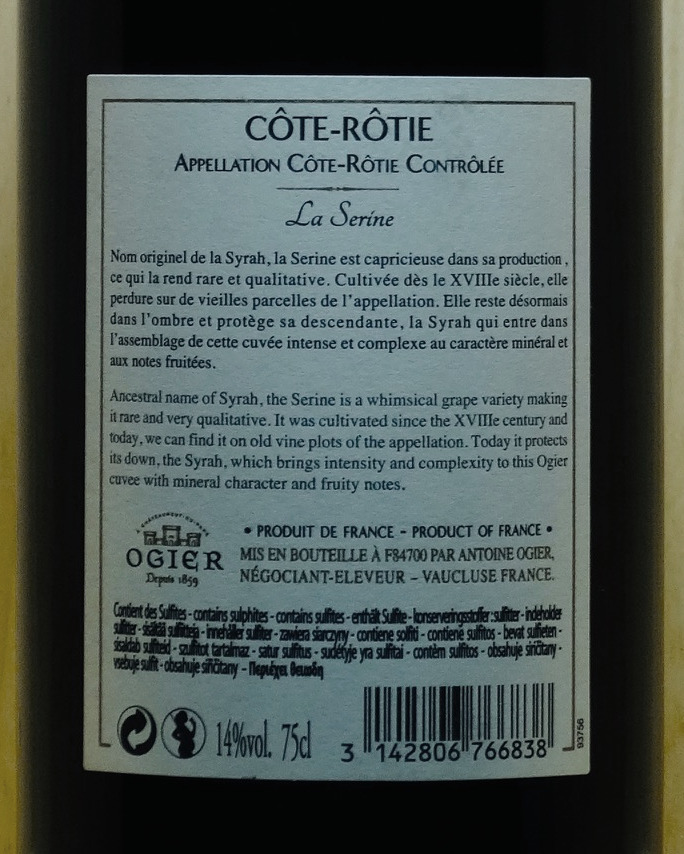 CÔTE-RÔTIE
APPELLATION CÔTE-RÔTIE CONTRÔLÉE
La Serine
Nom originel de la Syrah, la Serine est capricieuse dans sa production,
ce qui la rend rare et qualitative. Cultivée dès le XVIIIe siècle, elle
perdure sur de vieilles parcelles de l'appellation. Elle reste désormais
dans l'ombre et protège sa descendante, la Syrah qui entre dans
l'assemblage de cette cuvée intense et complexe au caractère minéral et
aux notes fruitées.
Ancestral name of Syrah, the Serine is a whimsical grape variety making
it rare and very qualitative. It was cultivated since the XVIIIe century and
today, we can find it on old vine plots of the appellation. Today it protects
its down, the Syrah, which brings intensity and complexity to this Ogier
cuvee with mineral character and fruity notes.
OGIER
Depuis 1859
• PRODUIT DE FRANCE - PRODUCT OF FRANCE •
MIS EN BOUTEILLE À F84700 PAR ANTOINE OGIER,
NÉGOCIANT-ELEVEUR - VAUCLUSE FRANCE.
Contient des Sulfites - contains sulphites - contains sulfites - enthält Sulfite - konserveringsstoffer:sulfitter - indeholder
sulfitter - sisältää sulfiitteja - innehåller sulfiter - zawiera siarczyny - contiene solfiti - contiene sulfitos - bevat sulfieten -
sisaldab sulfiteid - szulfitot tartalmaz - satur sulfitus - sudėtyje yra sulfitai - contém sulfitos - obsahuje siričitany -
vsebuje sulfit - obsahuje siřičitany - Περιέχει θειώδη
14%vol. 75cl
3 142806 766838
93756